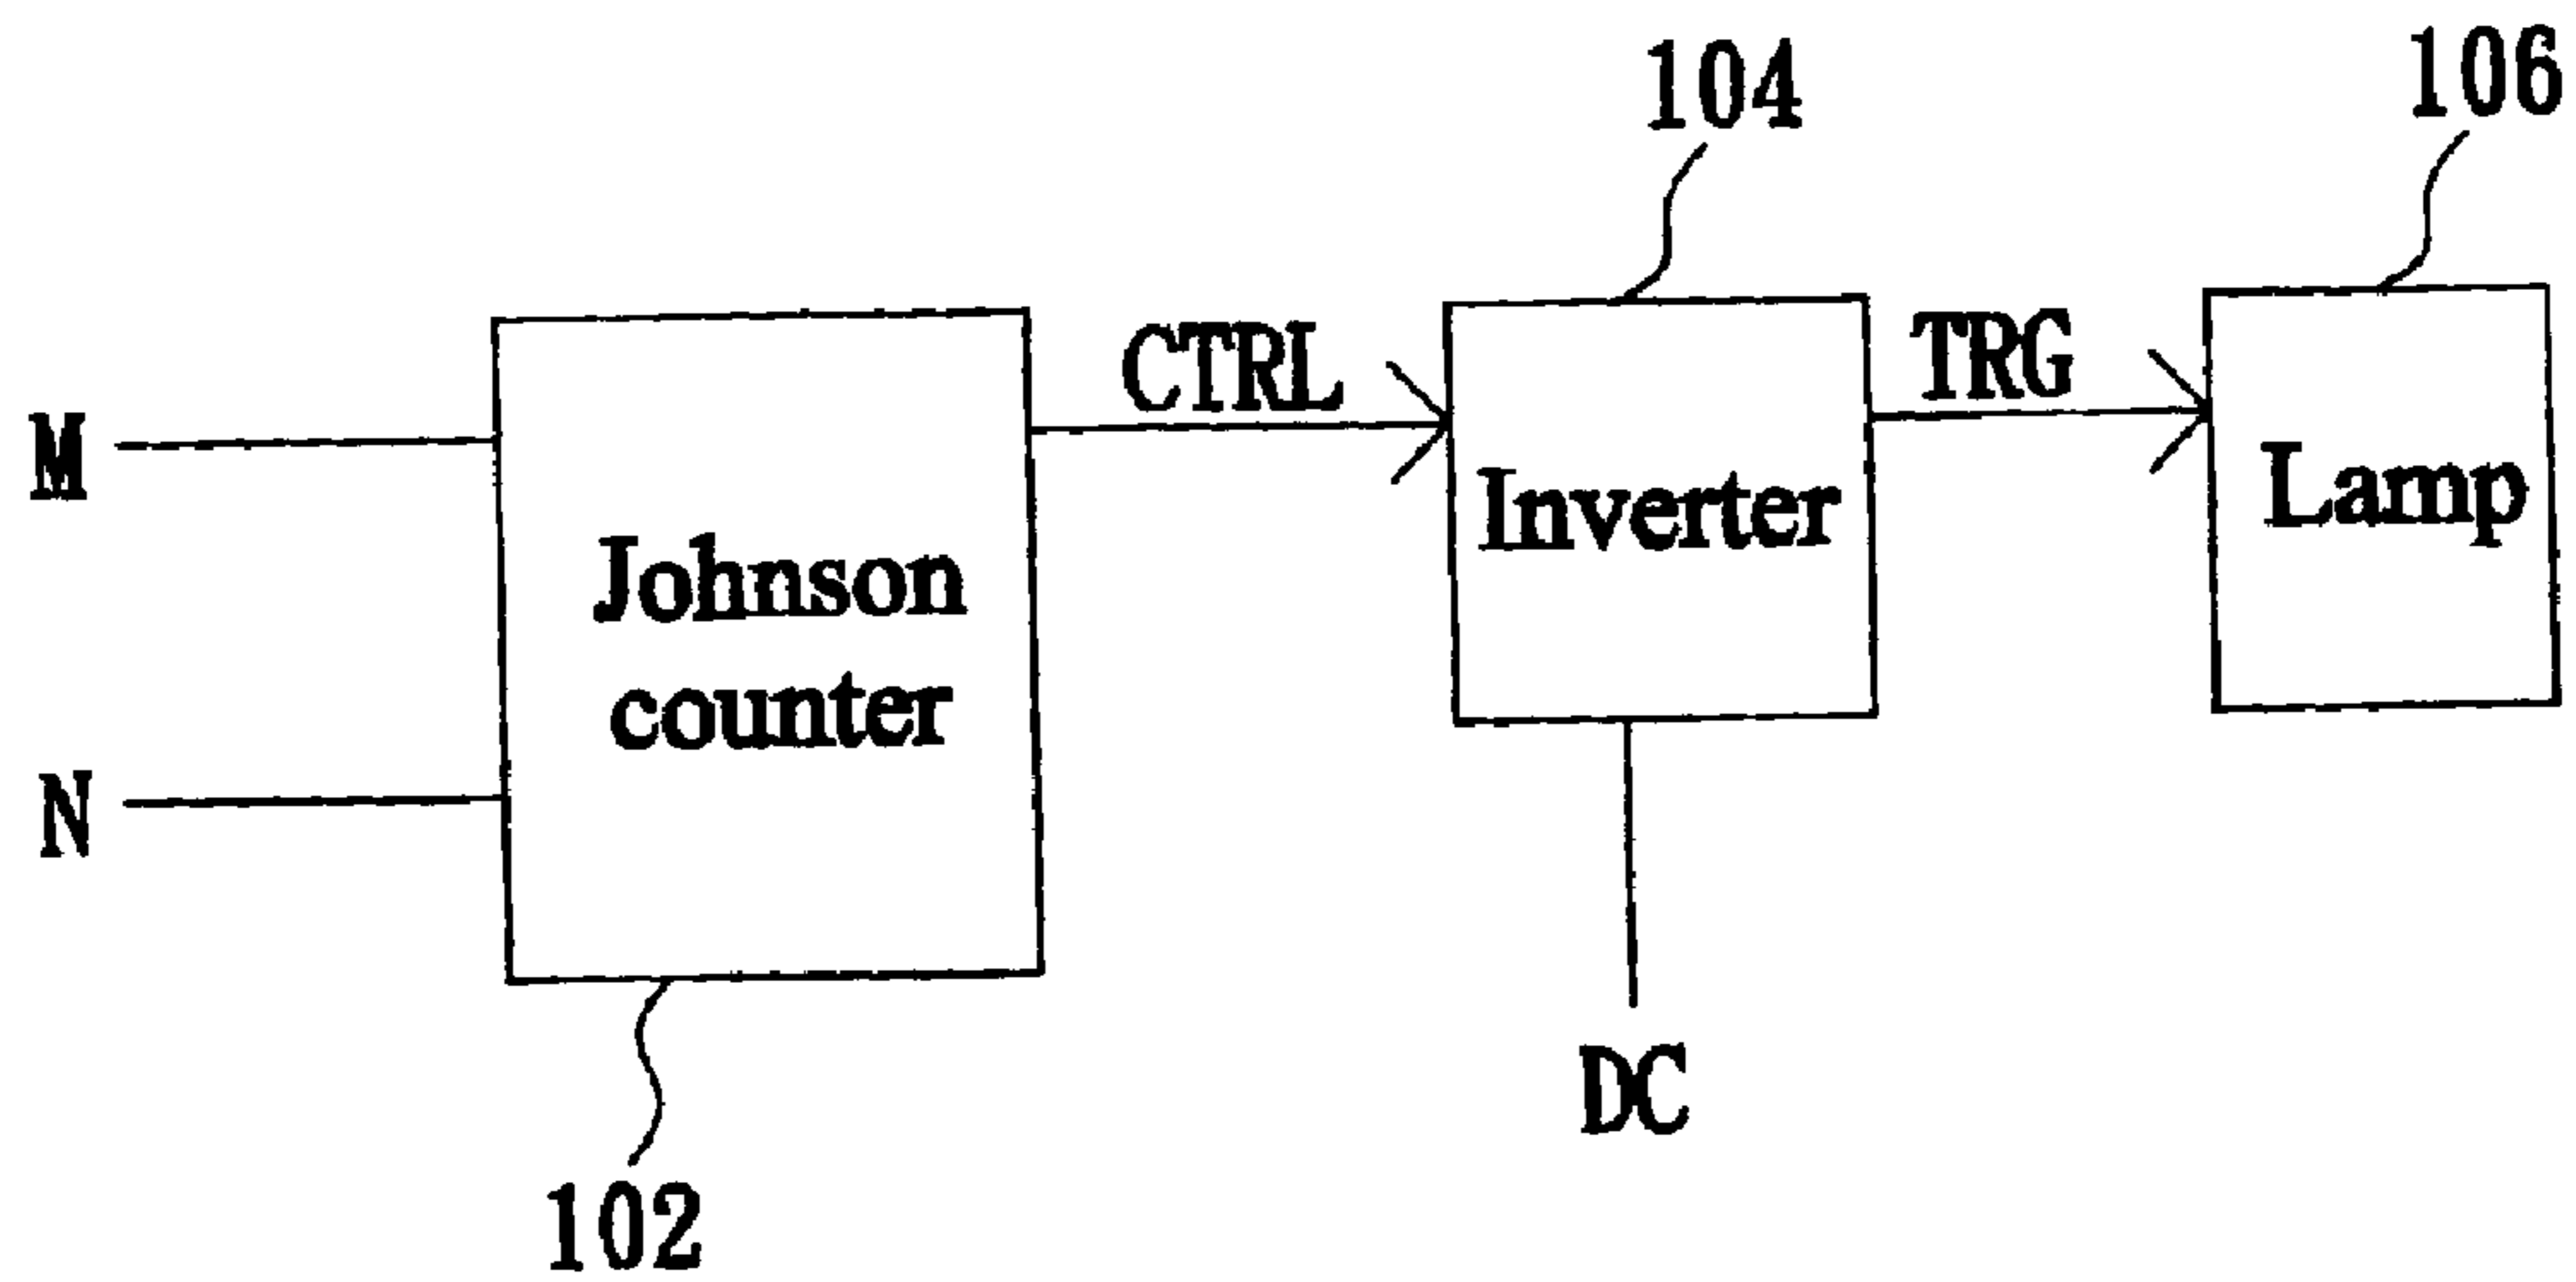 104
106
CTRL
TRG
M
Inverter
Lamp
Johnson
counter
N
DC
102